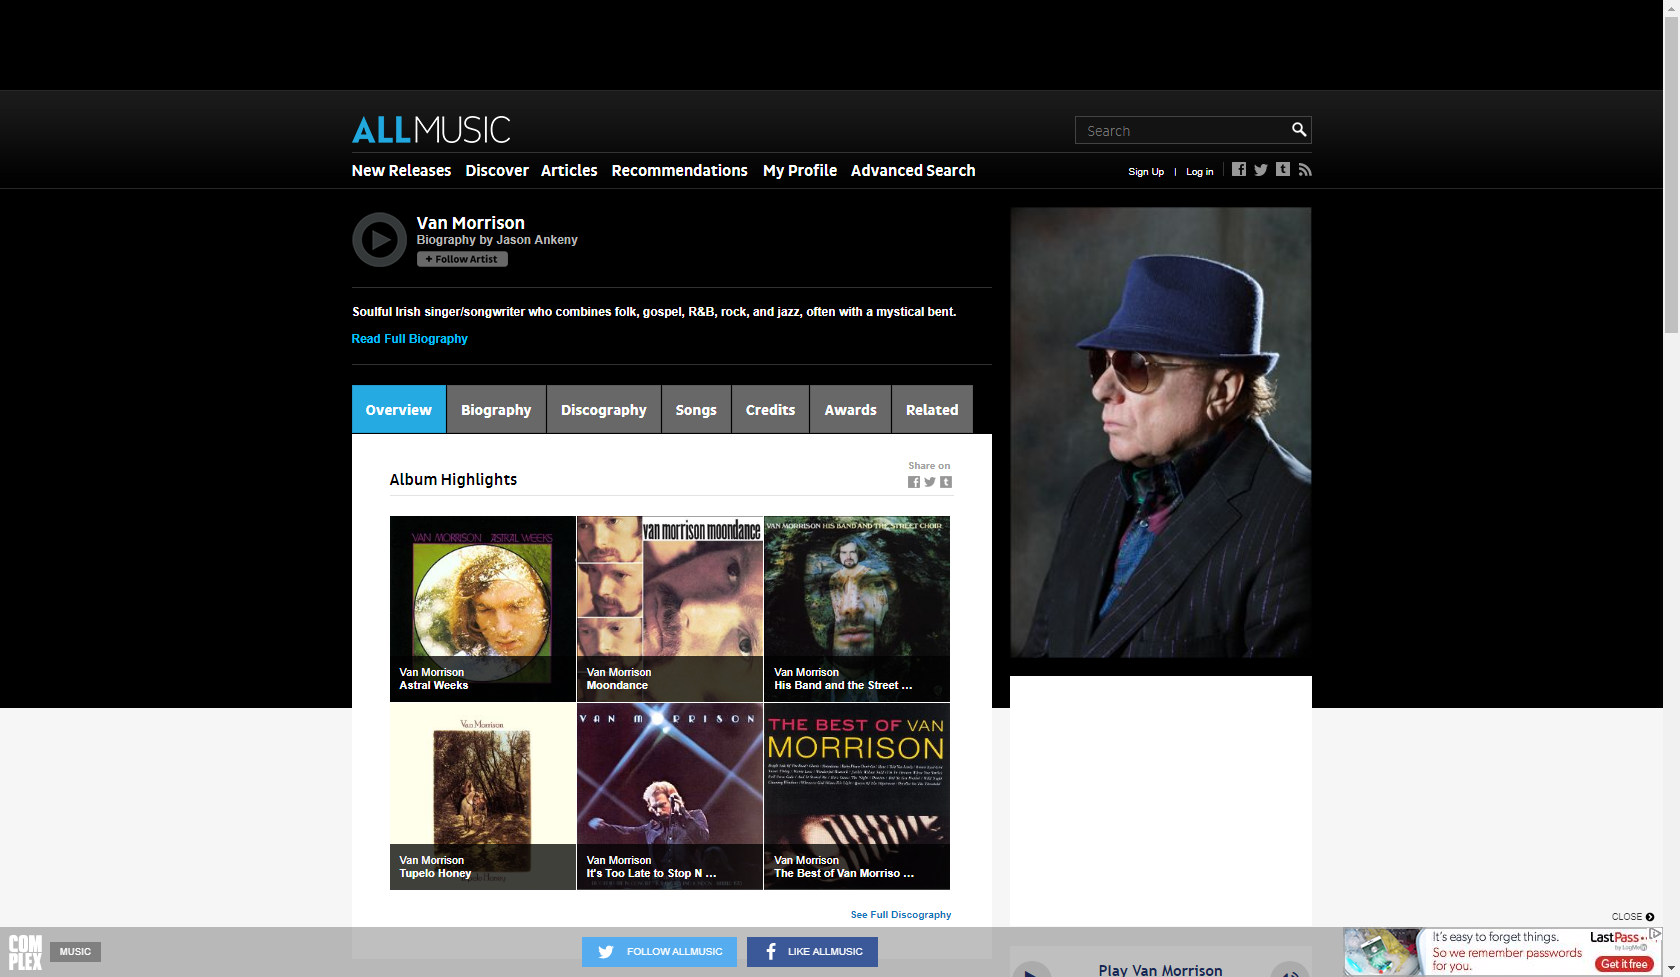 ALLMUSIC
Search
New Releases Discover Articles Recommendations My Profile Advanced Search
Sign Up | Log in
Van Morrison
Biography by Jason Ankeny
+ Follow Artist
Soulful Irish singer/songwriter who combines folk, gospel, R&B, rock, and jazz, often with a mystical bent.
Read Full Biography
Overview Biography Discography Songs Credits Awards Related
Share on
Album Highlights
VAN MORRISON ASTRAL WEEKS
van morrison moondance
VAN MORRISON HIS BAND AND THE STREET CHOIR
Van Morrison
Astral Weeks
Van Morrison
Moondance
Van Morrison
His Band and the Street ...
Van Morrison
VAN MORRISON
THE BEST OF VAN
MORRISON
Van Morrison
Tupelo Honey
Van Morrison
It's Too Late to Stop N ...
Van Morrison
The Best of Van Morriso ...
See Full Discography
CLOSE
COM
PLEX
MUSIC
FOLLOW ALLMUSIC
LIKE ALLMUSIC
Play Van Morrison
It's easy to forget things.
So we remember passwords
for you.
LastPass
by LogMeIn
Get it free